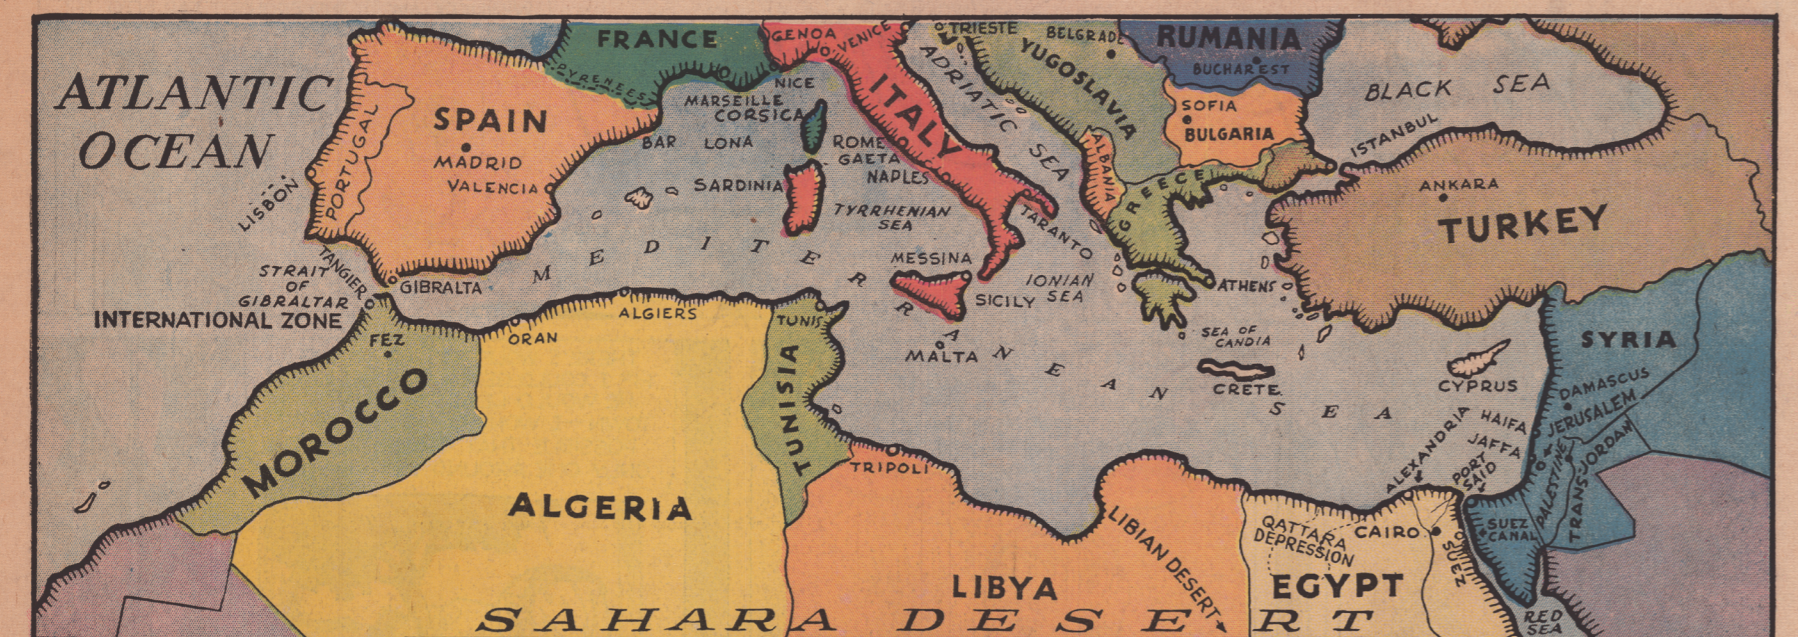 ATLANTIC
OCEAN
FRANCE
PYRENEES
SPAIN
MADRID
VALENCIA
BAR LONA
PORTUGAL
LISBON
TANGIER
STRAIT
OF
GIBRALTAR
INTERNATIONAL ZONE
GIBRALTA
GENOA
VENICE
NICE
MARSEILLE
CORSICA
SARDINIA
ITALY
ROME
GAETA
NAPLES
TYRRHENIAN
SEA
TARANTO
MESSINA
SICILY
IONIAN
SEA
MALTA
TRIESTE
ADRIATIC SEA
YUGOSLAVIA
BELGRADE
ALBANIA
GREECE
ATHENS
SEA OF
CANDIA
CRETE
RUMANIA
BUCHAREST
SOFIA
BULGARIA
BLACK SEA
ISTANBUL
ANKARA
TURKEY
CYPRUS
SYRIA
DAMASCUS
JERUSALEM
HAIFA
JAFFA
PALESTINE
TRANS-JORDAN
PORT
SAID
ALEXANDRIA
SUEZ
CANAL
SUEZ
RED
SEA
MEDITERRANEAN SEA
FEZ
MOROCCO
ORAN
ALGIERS
ALGERIA
TUNIS
TUNISIA
TRIPOLI
LIBYA
LIBIAN DESERT
QATTARA
DEPRESSION
CAIRO
EGYPT
SAHARA DESERT